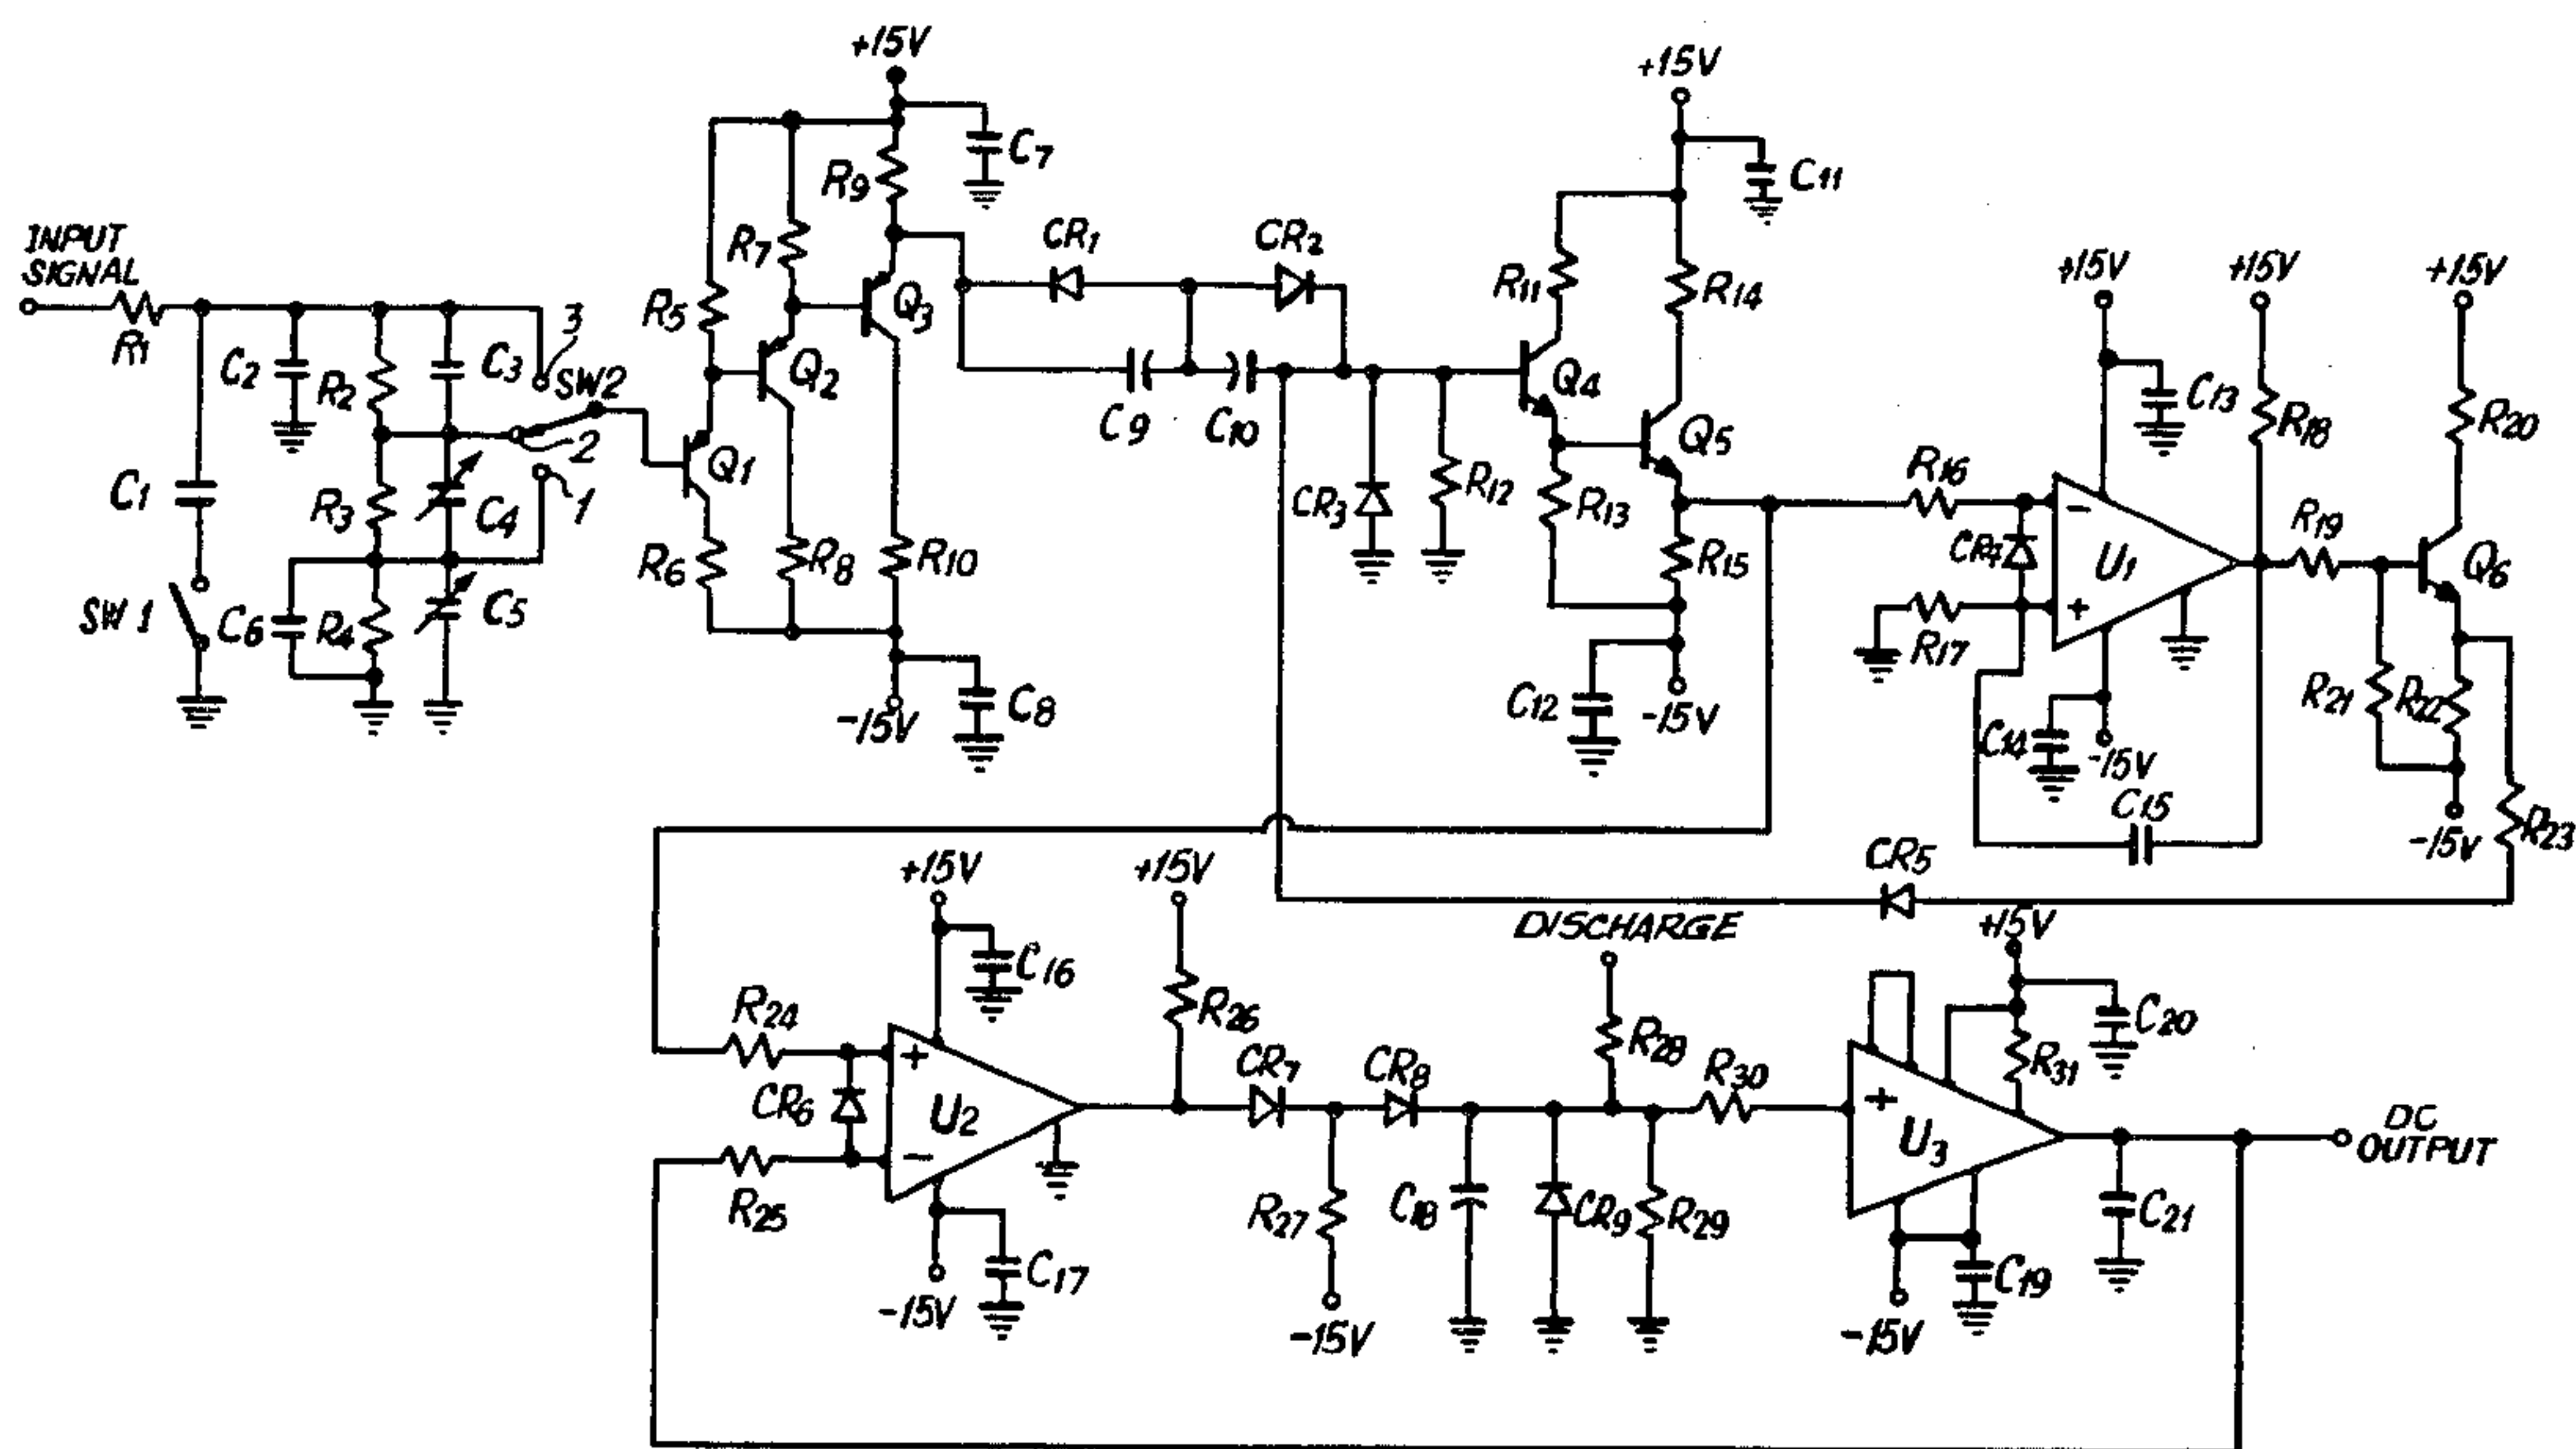 +15V
+15V
C7
R9
C11
INPUT
SIGNAL
R7
CR1
CR2
R5
Q3
R11
R14
+15V
+15V
+15V
R1
C2
R2
C3
3
SW2
Q2
C9
C10
Q4
C13
R18
R20
2
Q1
Q5
C1
R3
C4
1
CR3
R12
R13
R16
-
R19
R6
R8
R10
R15
CR4
U1
Q6
SW 1
C6
R4
C5
+
R17
R21
R22
-15V
C8
C12
-15V
C14
-15V
C15
R23
-15V
+15V
+15V
CR5
DISCHARGE
+15V
C16
R24
R26
R28
R30
R31
C20
CR6
+
U2
-
CR7
CR8
+
U3
DC
OUTPUT
R25
R27
C18
CR9
R29
C21
C17
C19
-15V
-15V
-15V